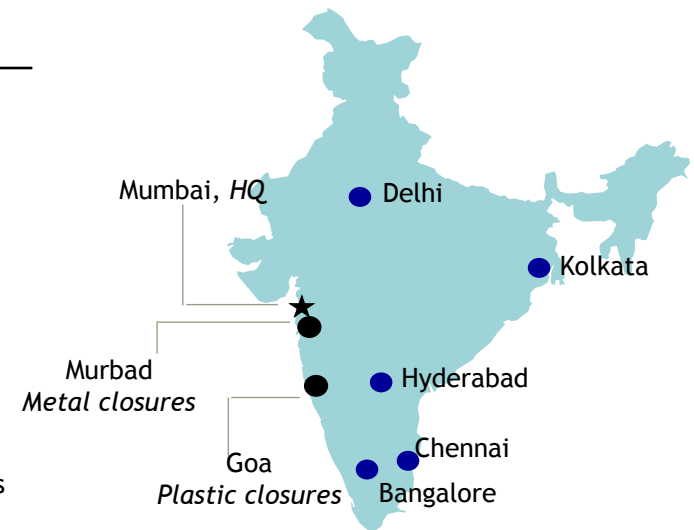 Mumbai, HQ
Delhi
Kolkata
Murbad
Metal closures
Hyderabad
Chennai
Goa
Plastic closures
Bangalore
s